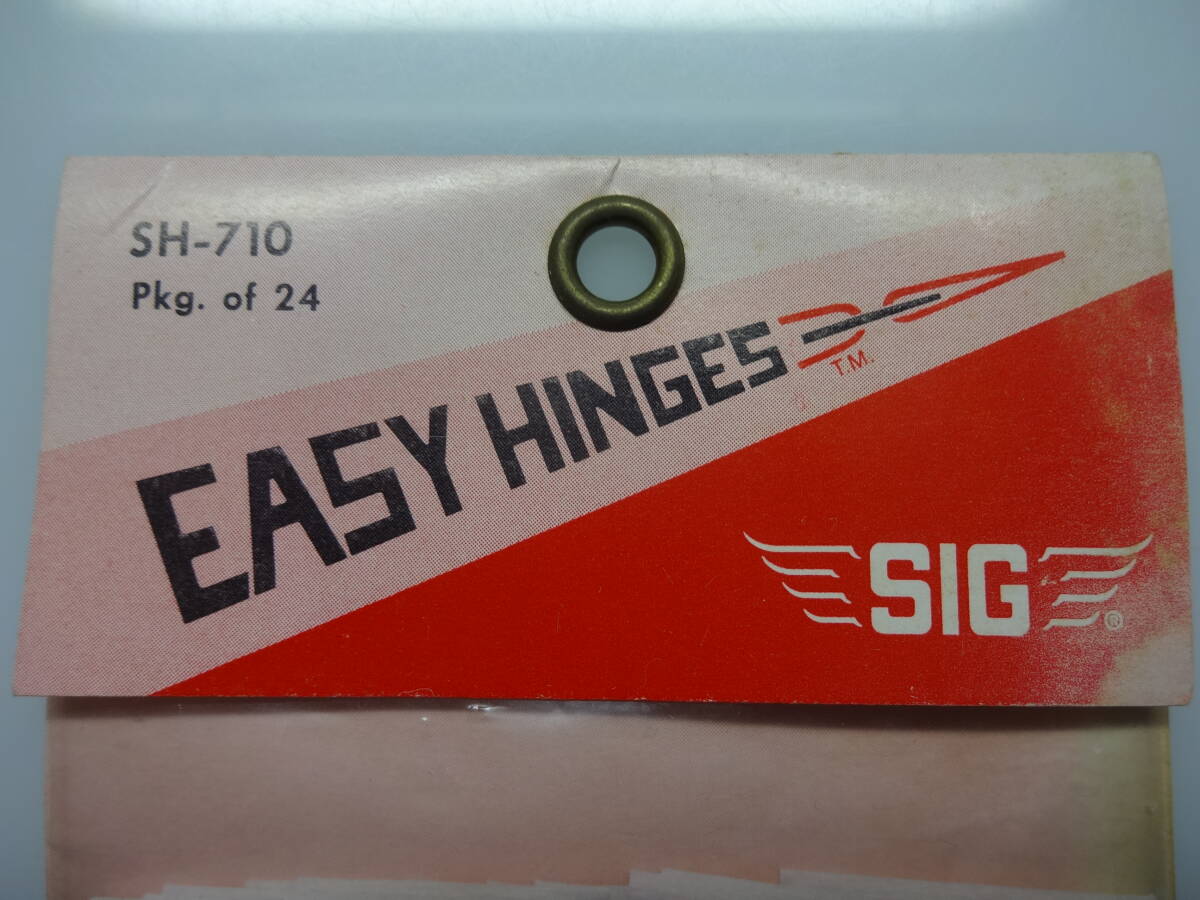 SH-710
Pkg. of 24
EASY HINGES
T.M.
SIG ®